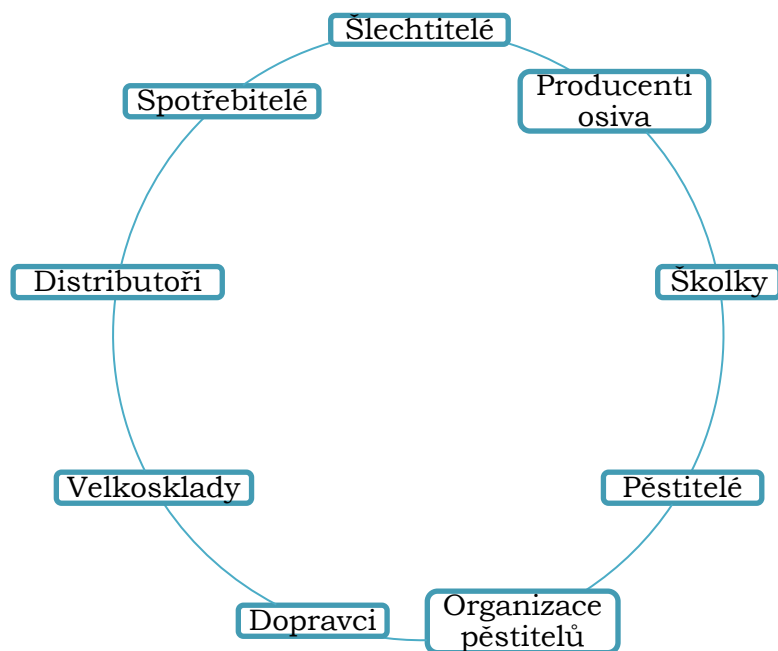 Šlechtitelé
Producenti
osiva
Školky
Pěstitelé
Organizace
pěstitelů
Dopravci
Velkosklady
Distributoři
Spotřebitelé